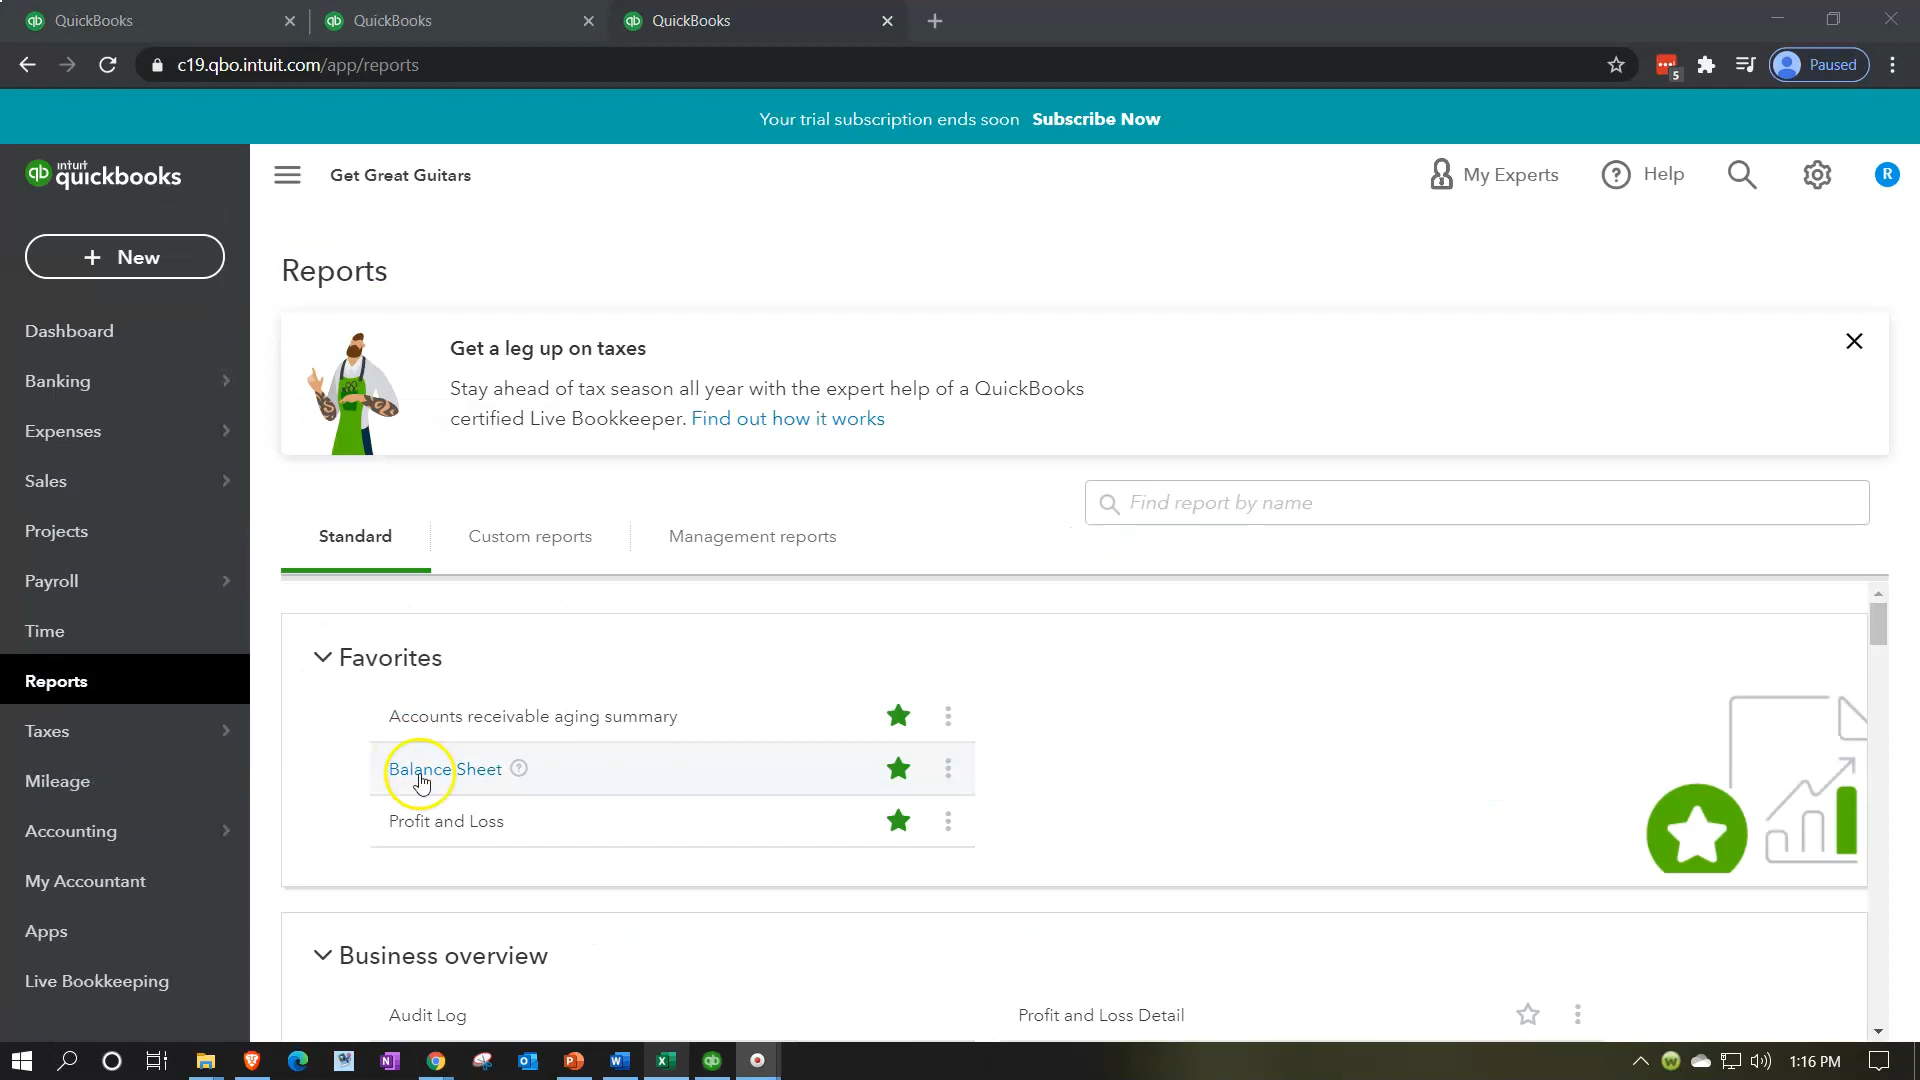 QuickBooks
QuickBooks
QuickBooks
c19.qbo.intuit.com/app/reports
5
Paused
Your trial subscription ends soon Subscribe Now
qb intuit quickbooks
Get Great Guitars
My Experts
Help
R
+ New
Dashboard
Banking
Expenses
Sales
Projects
Payroll
Time
Reports
Taxes
Mileage
Accounting
My Accountant
Apps
Live Bookkeeping
Reports
Get a leg up on taxes
Stay ahead of tax season all year with the expert help of a QuickBooks
certified Live Bookkeeper. Find out how it works
Find report by name
Standard
Custom reports
Management reports
Favorites
Accounts receivable aging summary
Balance Sheet
Profit and Loss
Business overview
Audit Log
Profit and Loss Detail
1:16 PM